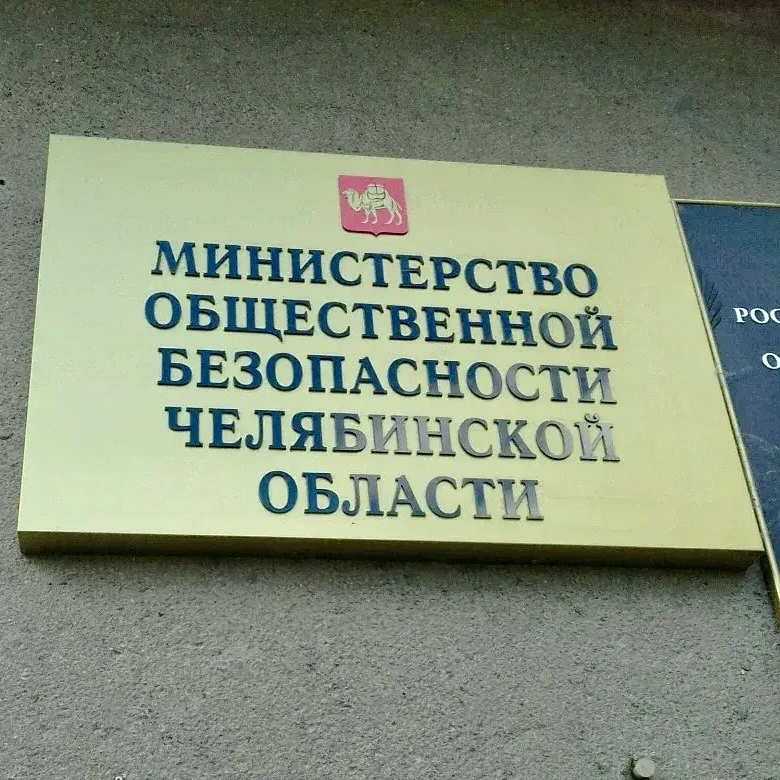 МИНИСТЕРСТВО
ОБЩЕСТВЕННОЙ
БЕЗОПАСНОСТИ
ЧЕЛЯБИНСКОЙ
ОБЛАСТИ